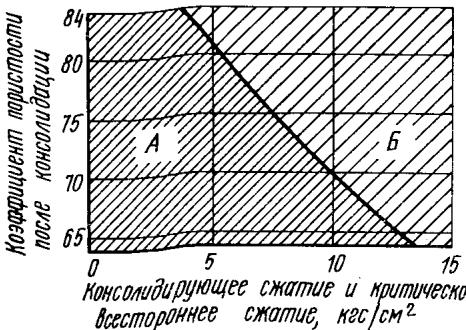 Коэффициент пористости
после консолидации
84
80
75
70
65
А
Б
0
5
10
15
Консолидирующее сжатие и критическо
всестороннее сжатие, кгс/см²